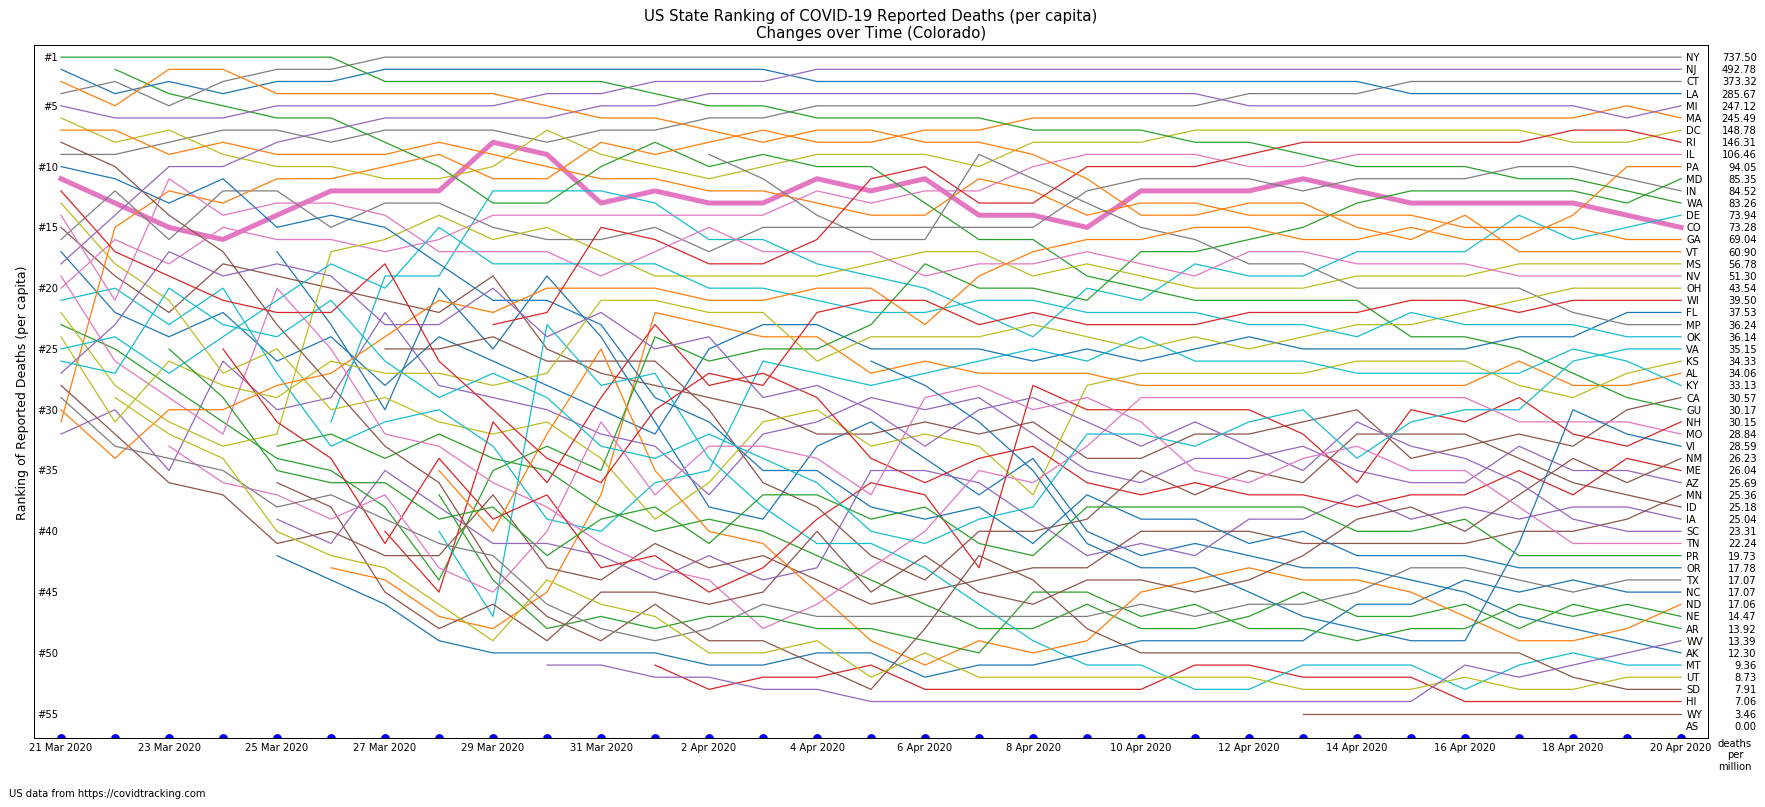 US State Ranking of COVID-19 Reported Deaths (per capita)
Changes over Time (Colorado)
Ranking of Reported Deaths (per capita)
#1
#5
#10
#15
#20
#25
#30
#35
#40
#45
#50
#55
NY 737.50
NJ 492.78
CT 373.32
LA 285.67
MI 247.12
MA 245.49
DC 148.78
RI 146.31
IL 106.46
PA 94.05
MD 85.35
IN 84.52
WA 83.26
DE 73.94
CO 73.28
GA 69.04
VT 60.90
MS 56.78
NV 51.30
OH 43.54
WI 39.50
FL 37.53
MP 36.24
OK 36.14
VA 35.15
KS 34.33
AL 34.06
KY 33.13
CA 30.57
GU 30.17
NH 30.15
MO 28.84
VI 28.59
NM 26.23
ME 26.04
AZ 25.69
MN 25.36
ID 25.18
IA 25.04
SC 23.31
TN 22.24
PR 19.73
OR 17.78
TX 17.07
NC 17.07
ND 17.06
NE 14.47
AR 13.92
WV 13.39
AK 12.30
MT 9.36
UT 8.73
SD 7.91
HI 7.06
WY 3.46
AS 0.00
21 Mar 2020 23 Mar 2020 25 Mar 2020 27 Mar 2020 29 Mar 2020 31 Mar 2020 2 Apr 2020 4 Apr 2020 6 Apr 2020 8 Apr 2020 10 Apr 2020 12 Apr 2020 14 Apr 2020 16 Apr 2020 18 Apr 2020 20 Apr 2020
deaths
per
million
US data from https://covidtracking.com